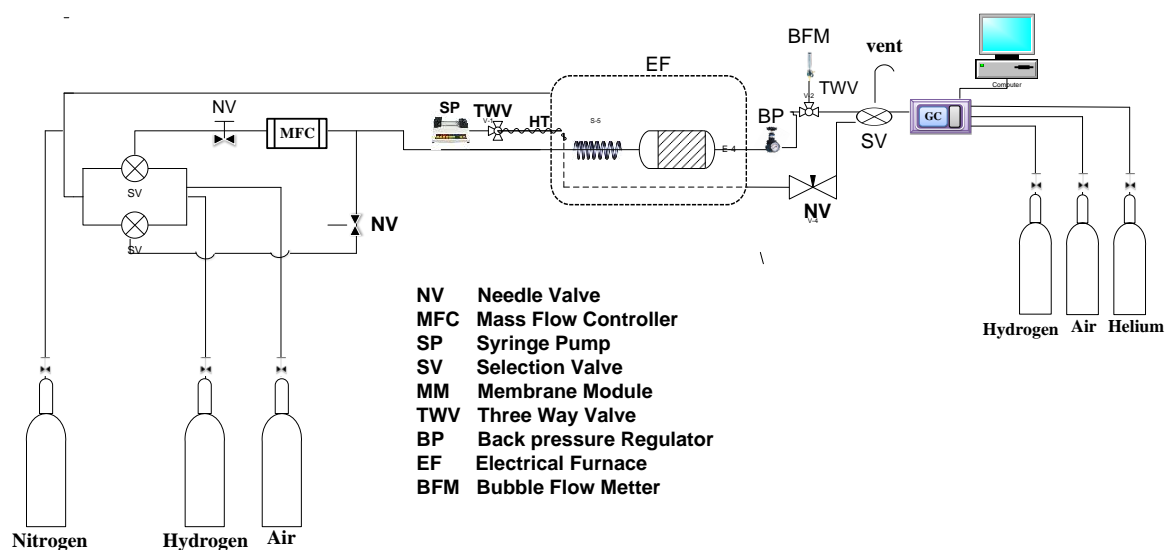 BFM
vent
EF
V-2
TWV
Computer
NV
SP
TWV
V-1
HT
S-5
BP
GC
MFC
E-4
SV
SV
NV
NV
V-4
SV
\
NV Needle Valve
MFC Mass Flow Controller
SP Syringe Pump
SV Selection Valve
MM Membrane Module
TWV Three Way Valve
BP Back pressure Regulator
EF Electrical Furnace
BFM Bubble Flow Metter
Hydrogen Air Helium
Nitrogen Hydrogen Air